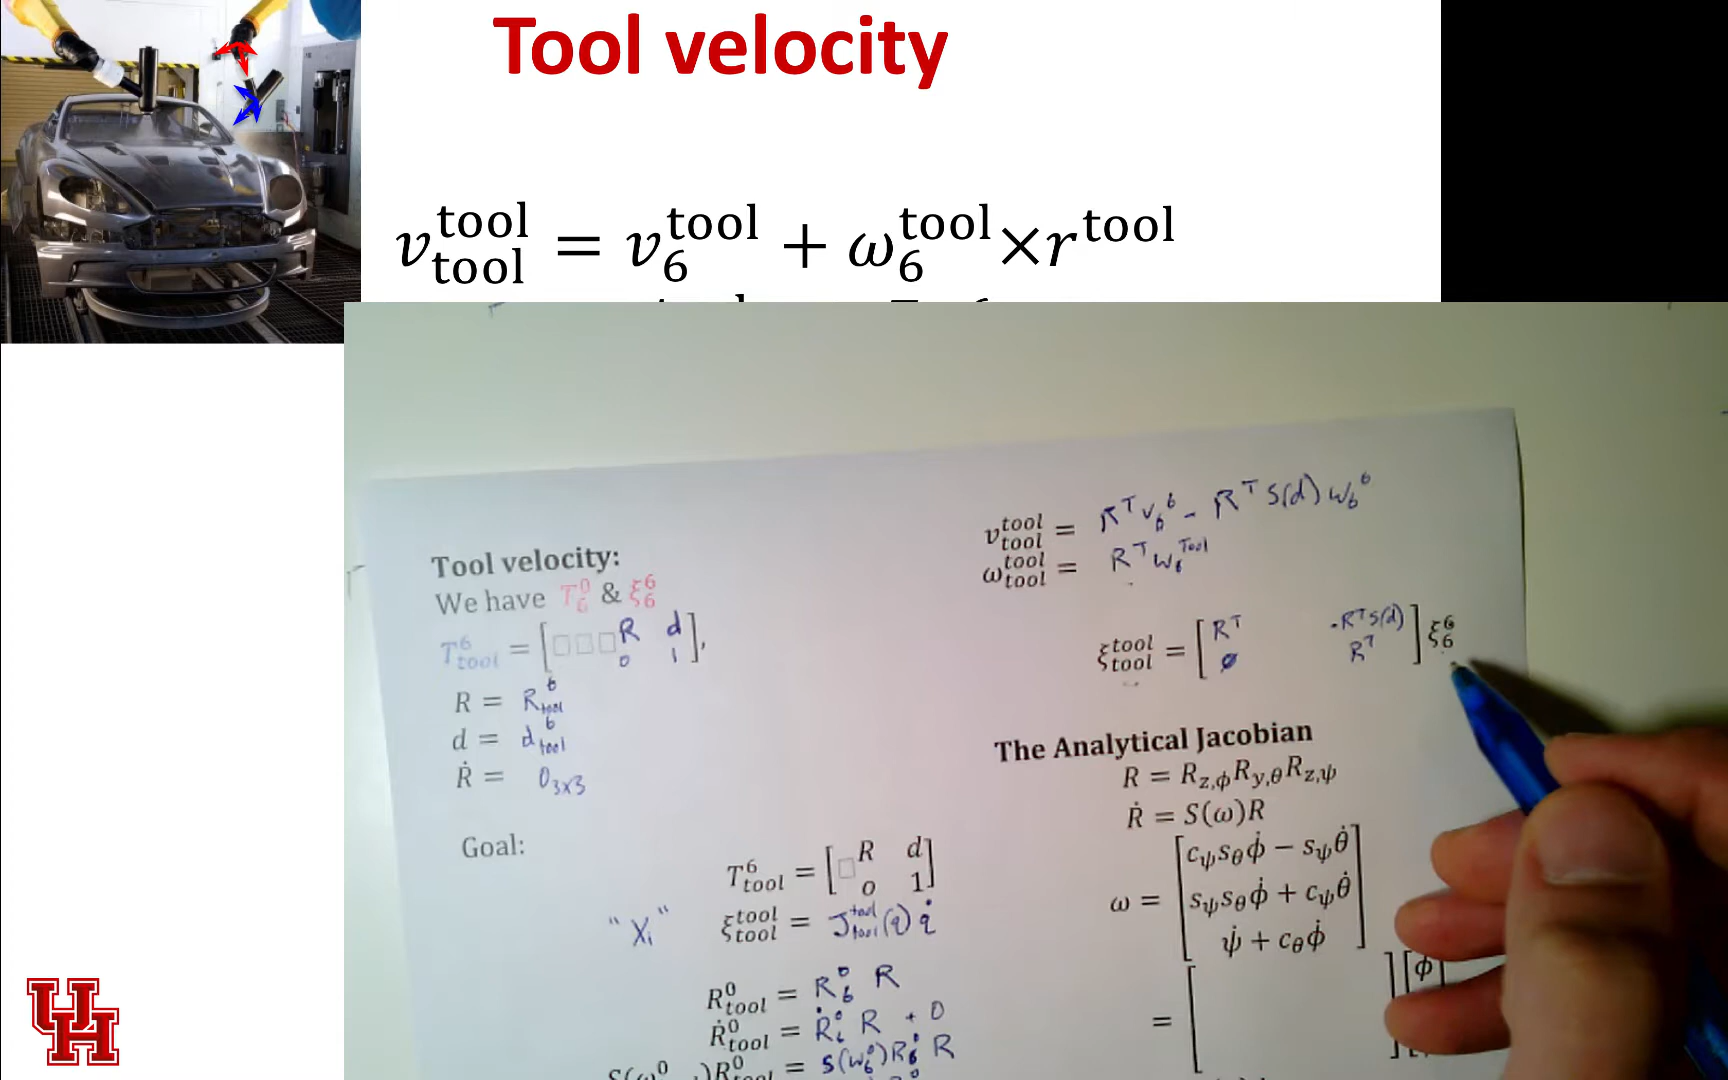 Tool velocity
v_tool^tool = v_6^tool + ω_6^tool × r^tool
Tool velocity:
We have T_6^0 & ξ_6^6
T_tool^6 = [□□□R d
0 1],
R = R_tool^6
d = d_tool^6
Ṙ = 0_3x3
Goal:
T_tool^6 = [□R d
0 1]
"Xi" ξ_tool^tool = J_tool^tool(q) q̇
R_tool^0 = R_6^0 R
Ṙ_tool^0 = Ṙ_6^0 R + 0
= S(ω_6^0)R_6^0 R
v_tool^tool = R^T v_6^6 - R^T S(d) ω_6^6
ω_tool^tool = R^T ω_6^Tool
ξ_tool^tool = [R^T -R^T S(d)
0 R^T] ξ_6^6
The Analytical Jacobian
R = R_z,ϕ R_y,θ R_z,ψ
Ṙ = S(ω)R
ω = [c_ψ s_θ ϕ̇ − s_ψ θ̇
s_ψ s_θ ϕ̇ + c_ψ θ̇
ψ̇ + c_θ ϕ̇]
= [ ] [ϕ̇
UH